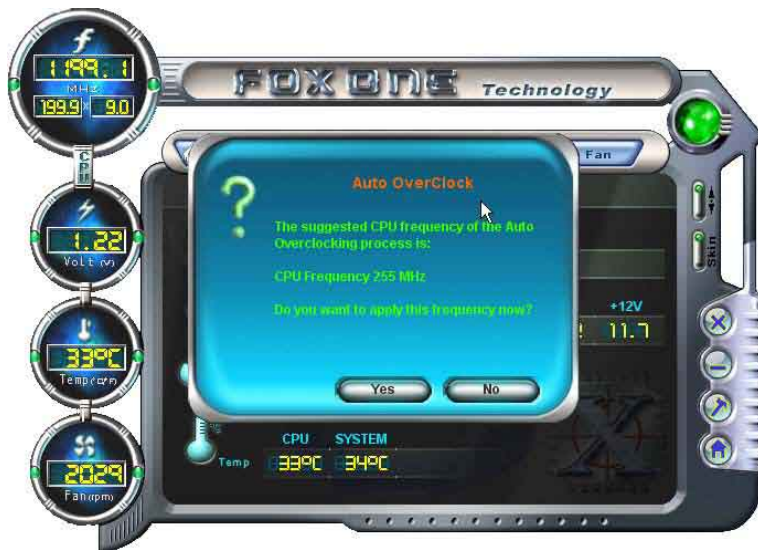 1199.1
MHz
199.9 x 9.0
CPU
FOX ONE Technology
Fan
Auto OverClock
The suggested CPU frequency of the Auto
Overclocking process is:
CPU Frequency 255 MHz
Do you want to apply this frequency now?
Yes No
1.22
Volt (V)
33°C
Temp(C/F)
2029
Fan(rpm)
Skin
+12V
11.7
CPU SYSTEM
Temp 33°C 34°C